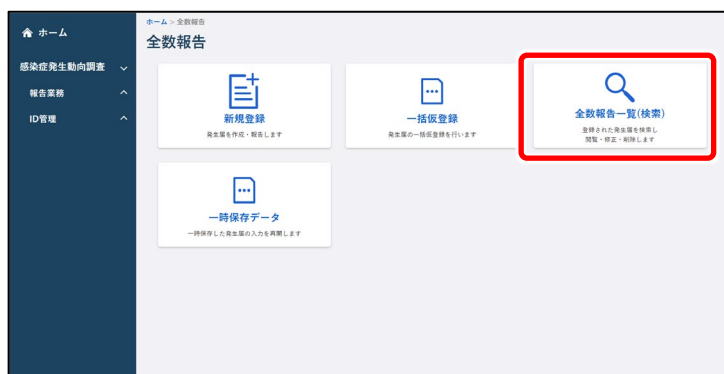 ホーム
感染症発生動向調査
報告業務
ID管理
ホーム > 全数報告
全数報告
新規登録
発生届を作成・報告します
一括仮登録
発生届の一括仮登録を行います
全数報告一覧(検索)
登録された発生届を検索し
閲覧・修正・削除します
一時保存データ
一時保存した発生届の入力を再開します